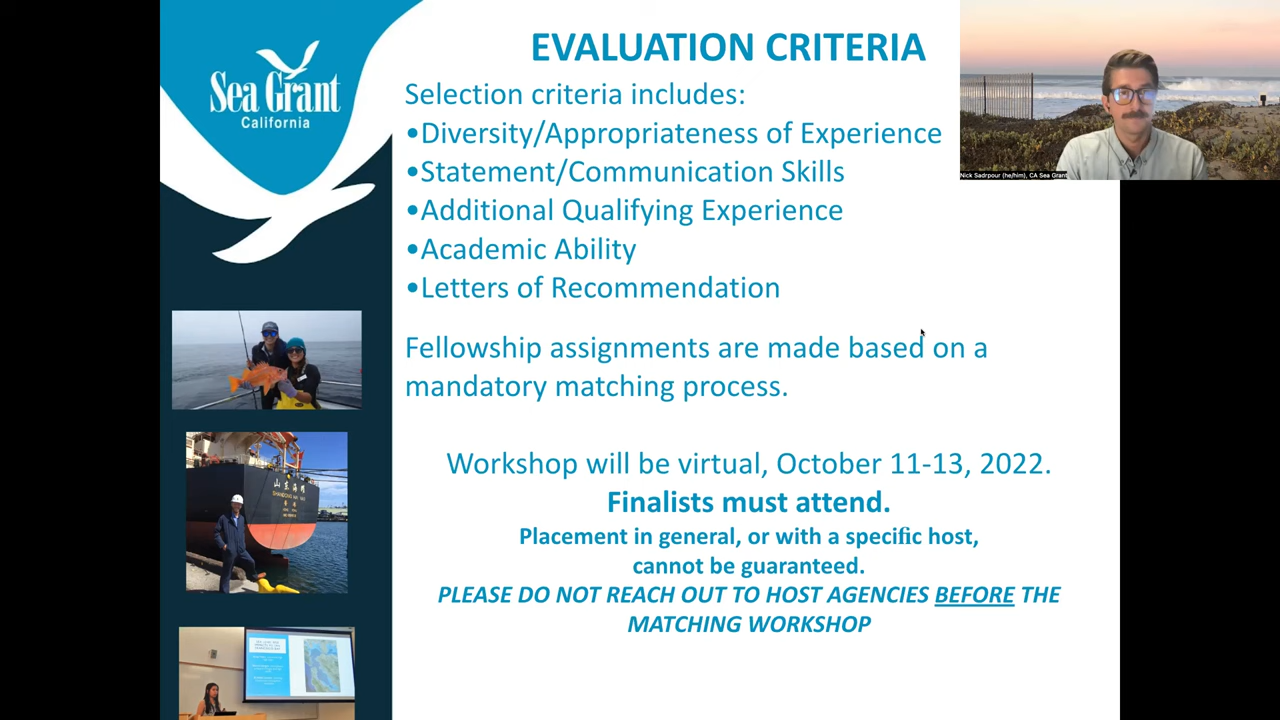 EVALUATION CRITERIA
Sea Grant
California
Selection criteria includes:
•Diversity/Appropriateness of Experience
•Statement/Communication Skills
•Additional Qualifying Experience
•Academic Ability
•Letters of Recommendation
Fellowship assignments are made based on a
mandatory matching process.
Workshop will be virtual, October 11-13, 2022.
Finalists must attend.
Placement in general, or with a specific host,
cannot be guaranteed.
PLEASE DO NOT REACH OUT TO HOST AGENCIES BEFORE THE
MATCHING WORKSHOP
Nick Sadrpour (he/him), CA Sea Grant